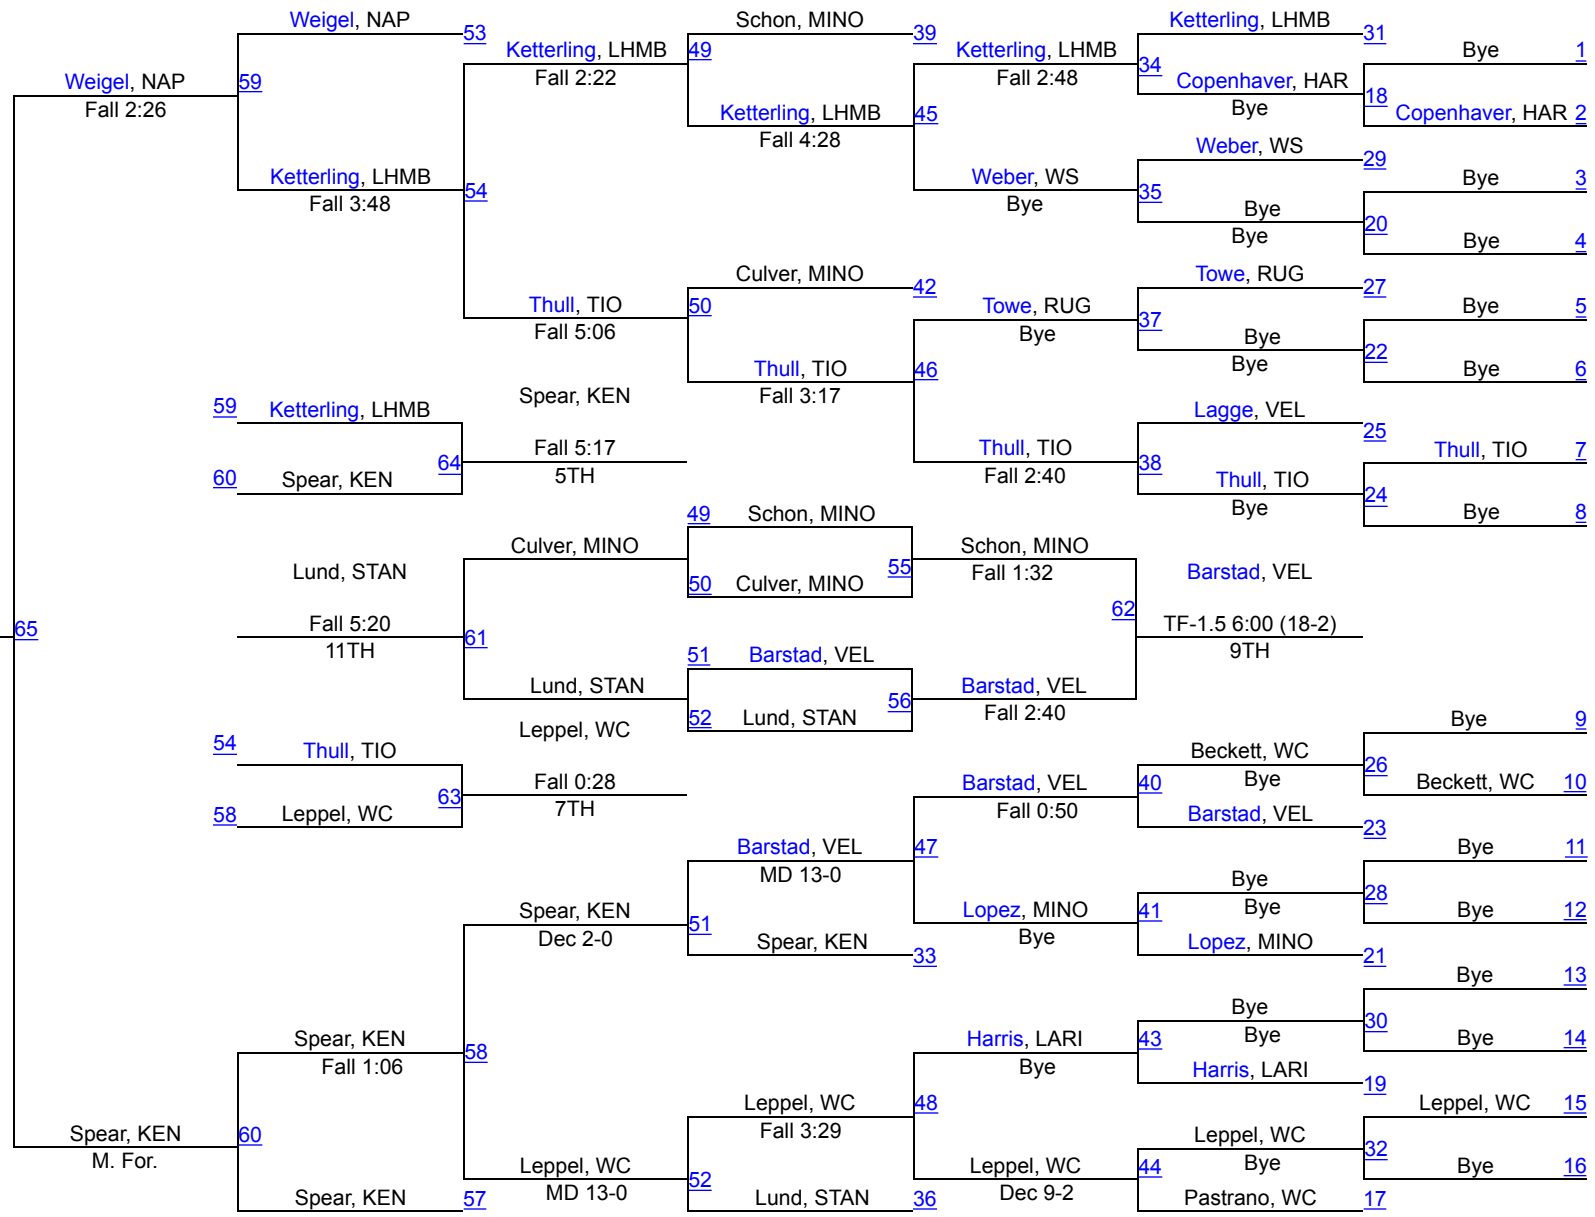 Weigel, NAP
53
Schon, MINO
39
Ketterling, LHMB
31
Ketterling, LHMB
Fall 2:22
49
Ketterling, LHMB
Fall 2:48
34
Bye
1
Weigel, NAP
Fall 2:26
59
Copenhaver, HAR
Bye
18
Ketterling, LHMB
Fall 4:28
45
Copenhaver, HAR
2
Weber, WS
29
Ketterling, LHMB
Fall 3:48
54
Weber, WS
Bye
35
Bye
3
Bye
Bye
20
Bye
4
Culver, MINO
42
Towe, RUG
27
Thull, TIO
Fall 5:06
50
Towe, RUG
Bye
37
Bye
5
Bye
Bye
22
Thull, TIO
Fall 3:17
46
Bye
6
Spear, KEN
59
Ketterling, LHMB
Lagge, VEL
25
Fall 5:17
5TH
64
Thull, TIO
Fall 2:40
38
Thull, TIO
7
60
Spear, KEN
Thull, TIO
Bye
24
49
Schon, MINO
Bye
8
Culver, MINO
Schon, MINO
Fall 1:32
Lund, STAN
50
Culver, MINO
55
Barstad, VEL
62
65
Fall 5:20
11TH
61
TF-1.5 6:00 (18-2)
9TH
51
Barstad, VEL
Lund, STAN
Barstad, VEL
Fall 2:40
56
52
Lund, STAN
Leppel, WC
Bye
9
54
Thull, TIO
Beckett, WC
Bye
26
Fall 0:28
7TH
63
Barstad, VEL
Fall 0:50
40
Beckett, WC
10
58
Leppel, WC
Barstad, VEL
23
Barstad, VEL
MD 13-0
47
Bye
11
Bye
Bye
28
Spear, KEN
Dec 2-0
51
Lopez, MINO
Bye
41
Bye
12
Spear, KEN
33
Lopez, MINO
21
Bye
13
Bye
Bye
30
Spear, KEN
Fall 1:06
58
Harris, LARI
Bye
43
Bye
14
Harris, LARI
19
Leppel, WC
Fall 3:29
48
Leppel, WC
15
Spear, KEN
M. For.
60
Leppel, WC
Bye
32
Leppel, WC
MD 13-0
52
Leppel, WC
Dec 9-2
44
Bye
16
Spear, KEN
57
Lund, STAN
36
Pastrano, WC
17